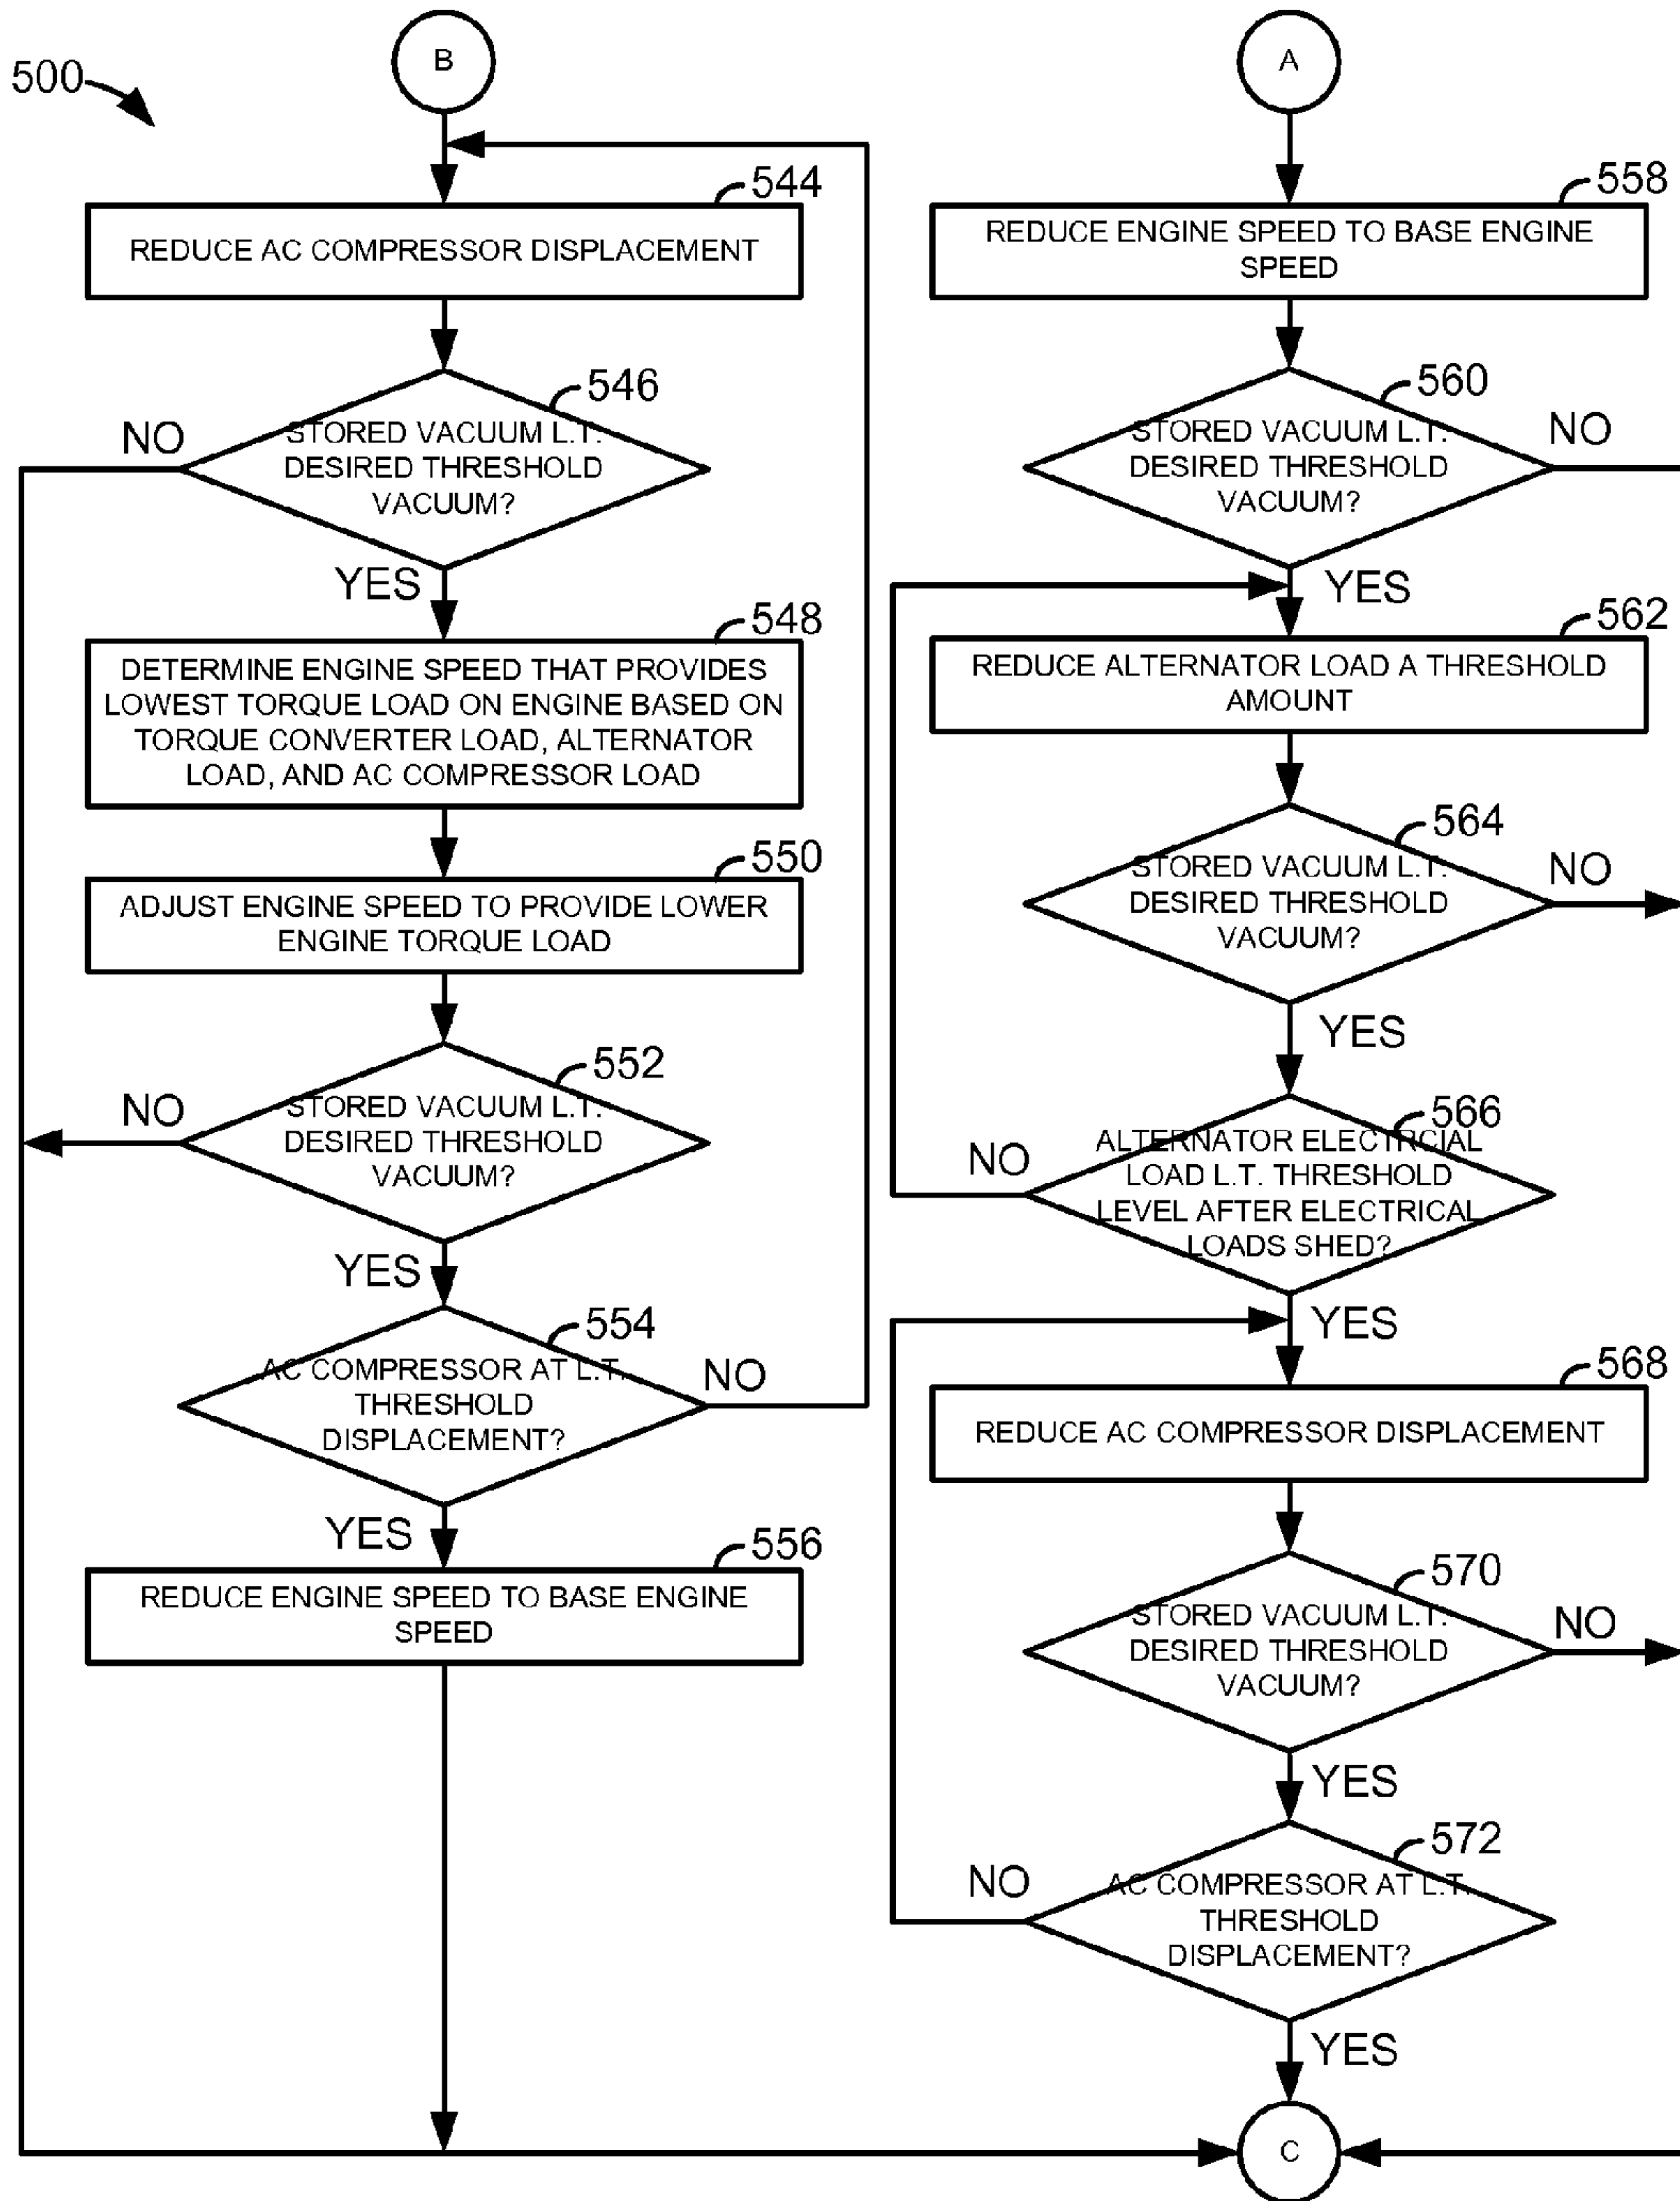 500
B
544
REDUCE AC COMPRESSOR DISPLACEMENT
546
STORED VACUUM L.T.
DESIRED THRESHOLD
VACUUM?
NO
YES
548
DETERMINE ENGINE SPEED THAT PROVIDES
LOWEST TORQUE LOAD ON ENGINE BASED ON
TORQUE CONVERTER LOAD, ALTERNATOR
LOAD, AND AC COMPRESSOR LOAD
550
ADJUST ENGINE SPEED TO PROVIDE LOWER
ENGINE TORQUE LOAD
552
STORED VACUUM L.T.
DESIRED THRESHOLD
VACUUM?
NO
YES
554
AC COMPRESSOR AT L.T.
THRESHOLD
DISPLACEMENT?
NO
YES
556
REDUCE ENGINE SPEED TO BASE ENGINE
SPEED
A
558
REDUCE ENGINE SPEED TO BASE ENGINE
SPEED
560
STORED VACUUM L.T.
DESIRED THRESHOLD
VACUUM?
NO
YES
562
REDUCE ALTERNATOR LOAD A THRESHOLD
AMOUNT
564
STORED VACUUM L.T.
DESIRED THRESHOLD
VACUUM?
NO
YES
566
ALTERNATOR ELECTRCIAL
LOAD L.T. THRESHOLD
LEVEL AFTER ELECTRICAL
LOADS SHED?
NO
YES
568
REDUCE AC COMPRESSOR DISPLACEMENT
570
STORED VACUUM L.T.
DESIRED THRESHOLD
VACUUM?
NO
YES
572
AC COMPRESSOR AT L.T.
THRESHOLD
DISPLACEMENT?
NO
YES
C